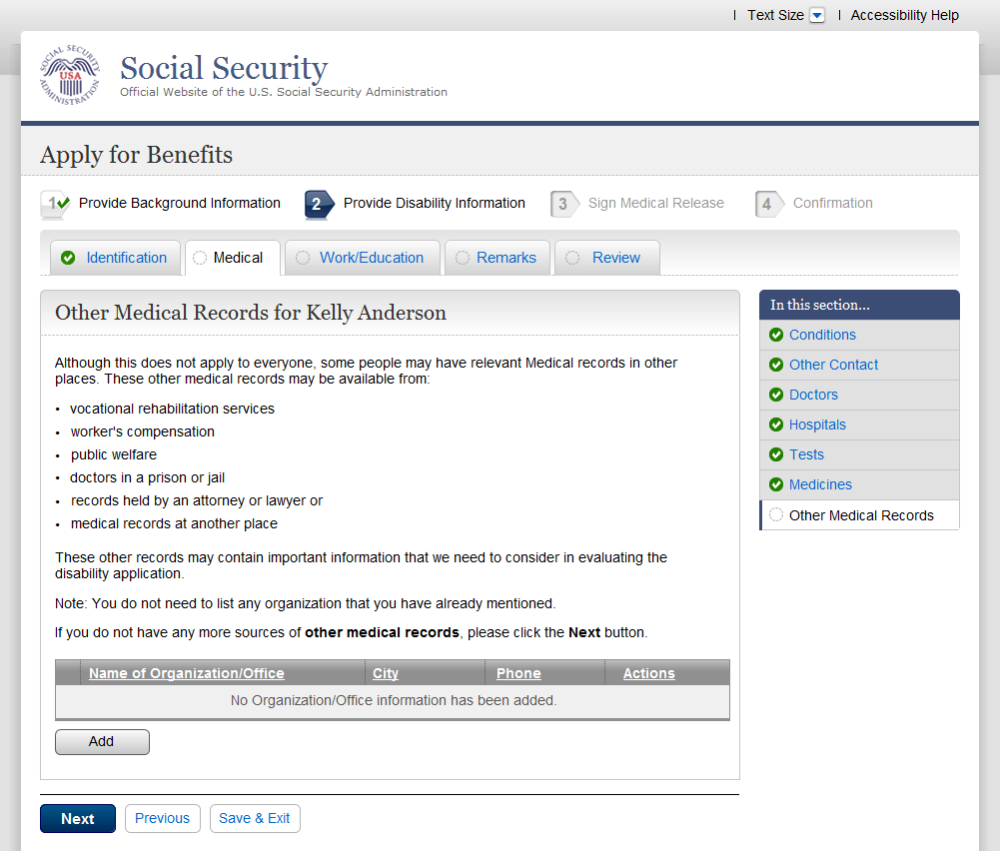 Text Size
Accessibility Help
SOCIAL SECURITY ADMINISTRATION
USA
Social Security
Official Website of the U.S. Social Security Administration
Apply for Benefits
1 Provide Background Information
2 Provide Disability Information
3 Sign Medical Release
4 Confirmation
Identification
Medical
Work/Education
Remarks
Review
Other Medical Records for Kelly Anderson
Although this does not apply to everyone, some people may have relevant Medical records in other
places. These other medical records may be available from:
• vocational rehabilitation services
• worker's compensation
• public welfare
• doctors in a prison or jail
• records held by an attorney or lawyer or
• medical records at another place
These other records may contain important information that we need to consider in evaluating the
disability application.
Note: You do not need to list any organization that you have already mentioned.
If you do not have any more sources of other medical records, please click the Next button.
Name of Organization/Office City Phone Actions
No Organization/Office information has been added.
Add
Next
Previous
Save & Exit
In this section...
Conditions
Other Contact
Doctors
Hospitals
Tests
Medicines
Other Medical Records